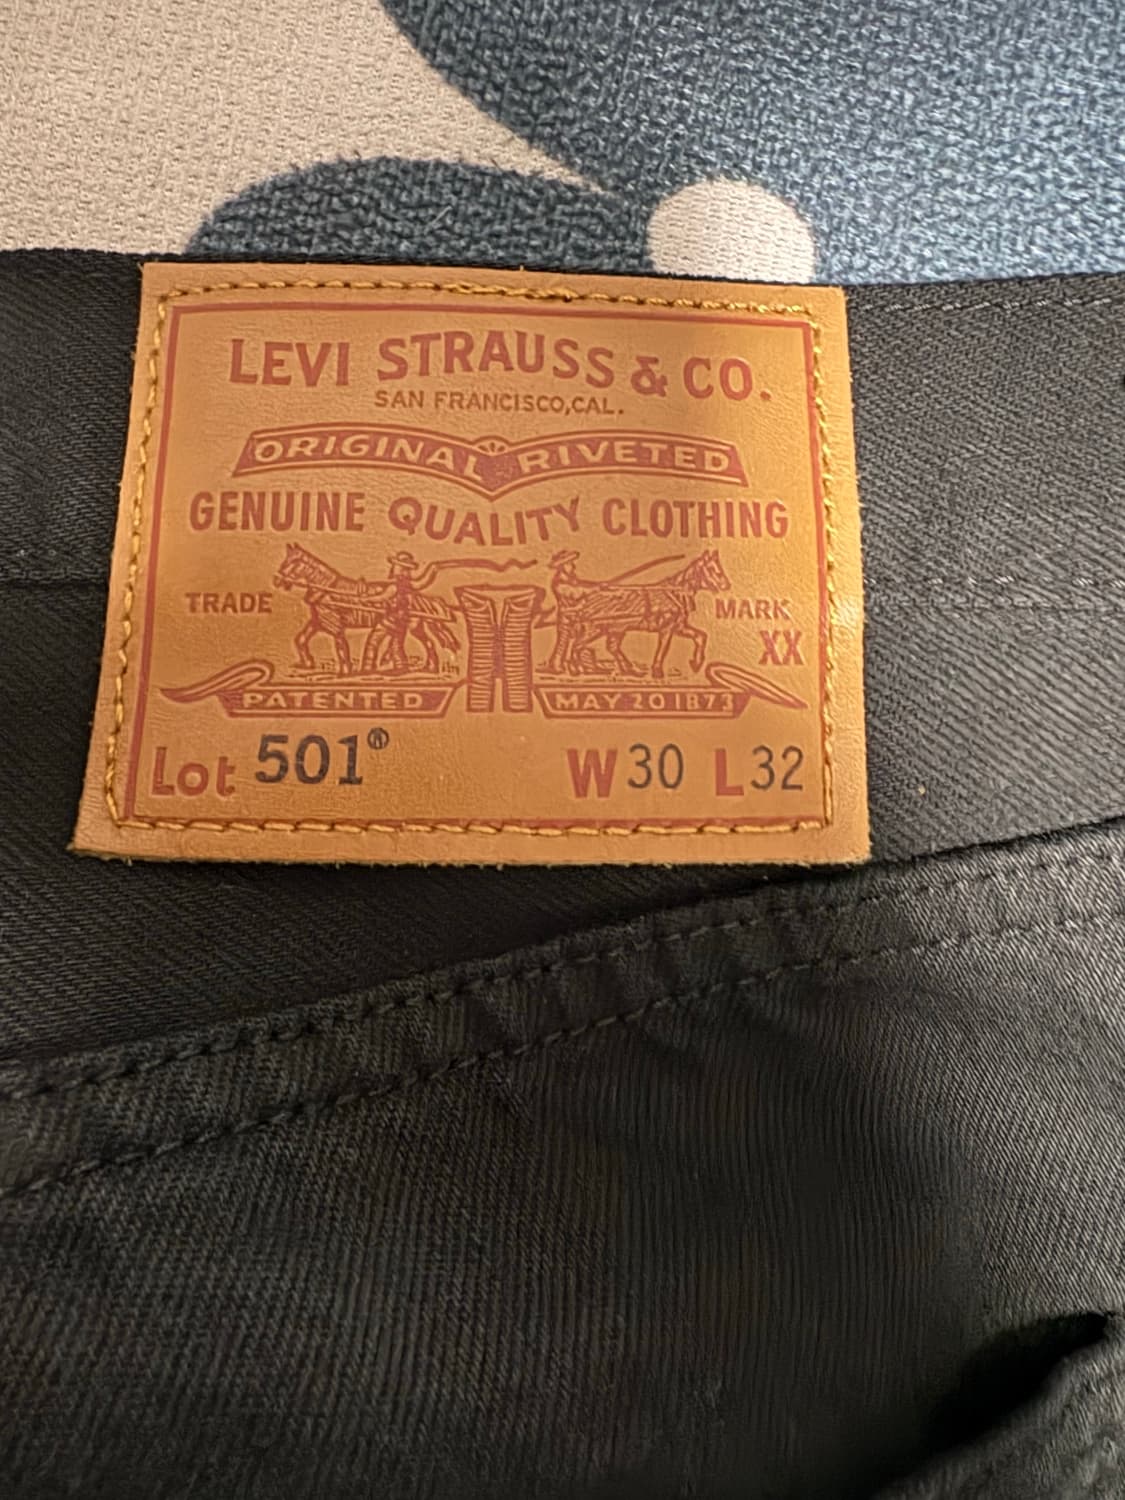 LEVI STRAUSS & CO.
SAN FRANCISCO,CAL.
ORIGINAL RIVETED
GENUINE QUALITY CLOTHING
TRADE MARK
XX
PATENTED MAY 20 1873
Lot 501® W30 L32